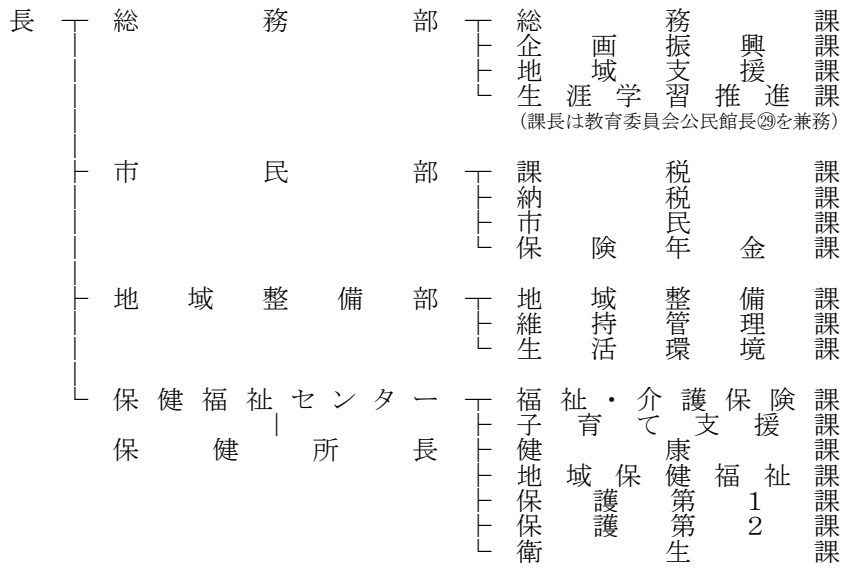 長 総務部 総務課
企画振興課
地域支援課
生涯学習推進課
(課長は教育委員会公民館長㉙を兼務)
市民部 課税課
納税課
市民課
保険年金課
地域整備部 地域整備課
維持管理課
生活環境課
保健福祉センター 福祉・介護保険課
子育て支援課
保健所長 健康課
地域保健福祉課
保護第1課
保護第2課
衛生課